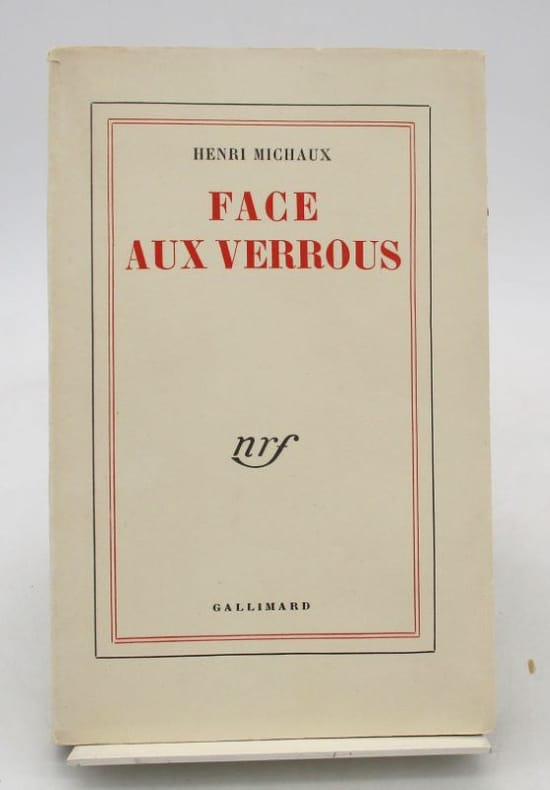 HENRI MICHAUX
FACE
AUX VERROUS
nrf
GALLIMARD